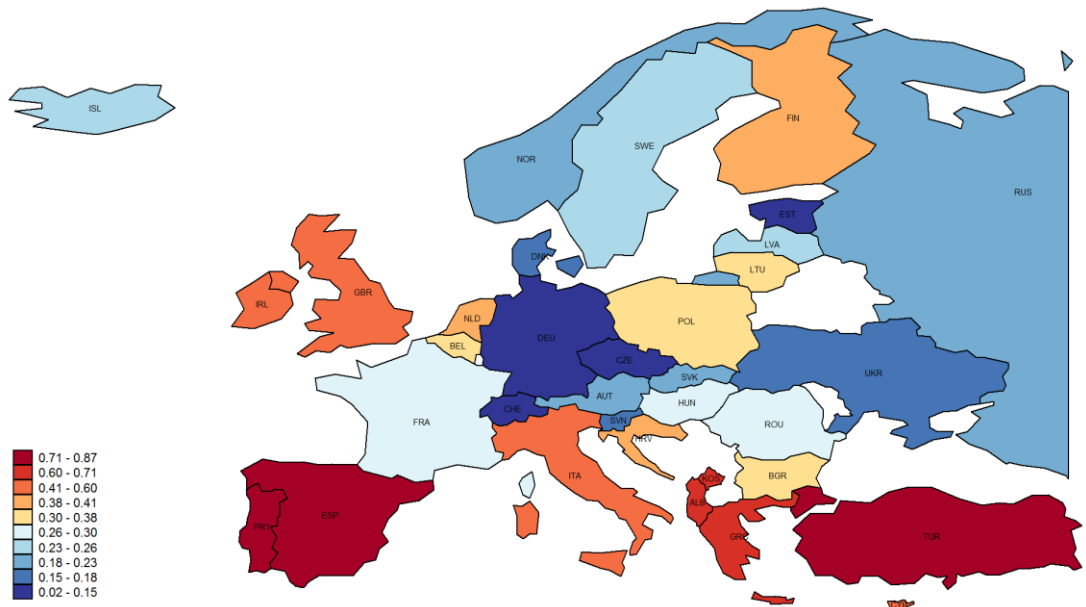 ISL
FIN
SWE
NOR
RUS
EST
LVA
DNK
LTU
GBR
IRL
NLD
POL
DEU
BEL
CZE
UKR
SVK
AUT
HUN
CHE
FRA
SVN
ROU
HRV
ITA
BGR
KOS
ALB
ESP
PRT
GRC
TUR
0.71 - 0.87
0.60 - 0.71
0.41 - 0.60
0.38 - 0.41
0.30 - 0.38
0.26 - 0.30
0.23 - 0.26
0.18 - 0.23
0.15 - 0.18
0.02 - 0.15